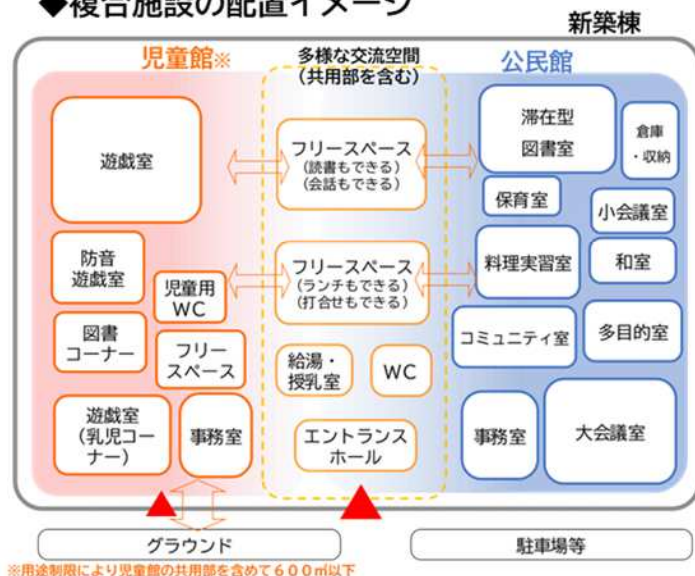 ◆複合施設の配置イメージ
新築棟
児童館※
多様な交流空間
(共用部を含む)
公民館
遊戯室
フリースペース
(読書もできる)
(会話もできる)
滞在型
図書室
倉庫
・収納
保育室
小会議室
防音
遊戯室
児童用
WC
フリースペース
(ランチもできる)
(打合せもできる)
料理実習室
和室
図書
コーナー
フリー
スペース
給湯・
授乳室
WC
コミュニティ室
多目的室
遊戯室
(乳児コー
ナー)
事務室
エントランス
ホール
事務室
大会議室
グラウンド
駐車場等
※用途制限により児童館の共用部を含めて600㎡以下